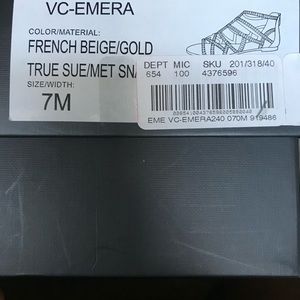 VC-EMERA
COLOR/MATERIAL:
FRENCH BEIGE/GOLD
TRUE SUE/MET SNA
SIZE/WIDTH:
7M
DEPT MIC SKU 201/318/40
654 100 4376596
EME VC-EMERA240 070M 919486